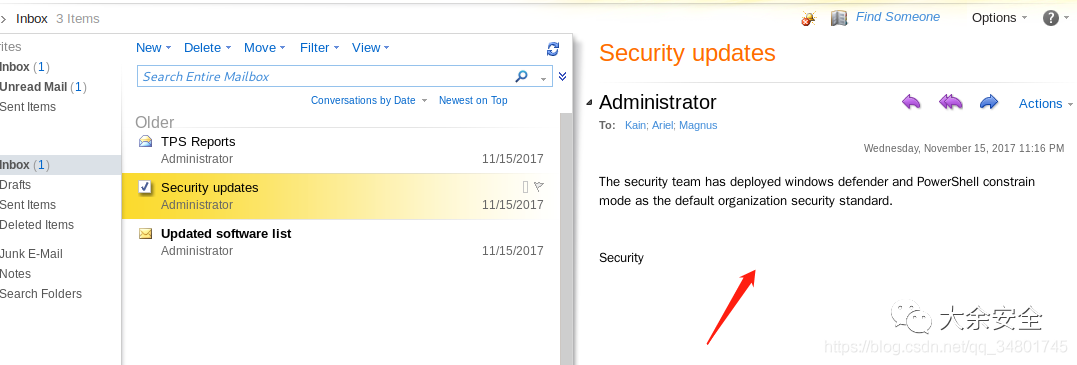 Inbox 3 Items
Find Someone
Options
rites
Inbox (1)
Unread Mail (1)
Sent Items
Inbox (1)
Drafts
Sent Items
Deleted Items
Junk E-Mail
Notes
Search Folders
New Delete Move Filter View
Search Entire Mailbox
Conversations by Date Newest on Top
Older
TPS Reports
Administrator 11/15/2017
Security updates
Administrator 11/15/2017
Updated software list
Administrator 11/15/2017
Security updates
Administrator
Actions
To: Kain; Ariel; Magnus
Wednesday, November 15, 2017 11:16 PM
The security team has deployed windows defender and PowerShell constrain
mode as the default organization security standard.
Security
大余安全
https://blog.csdn.net/qq_34801745